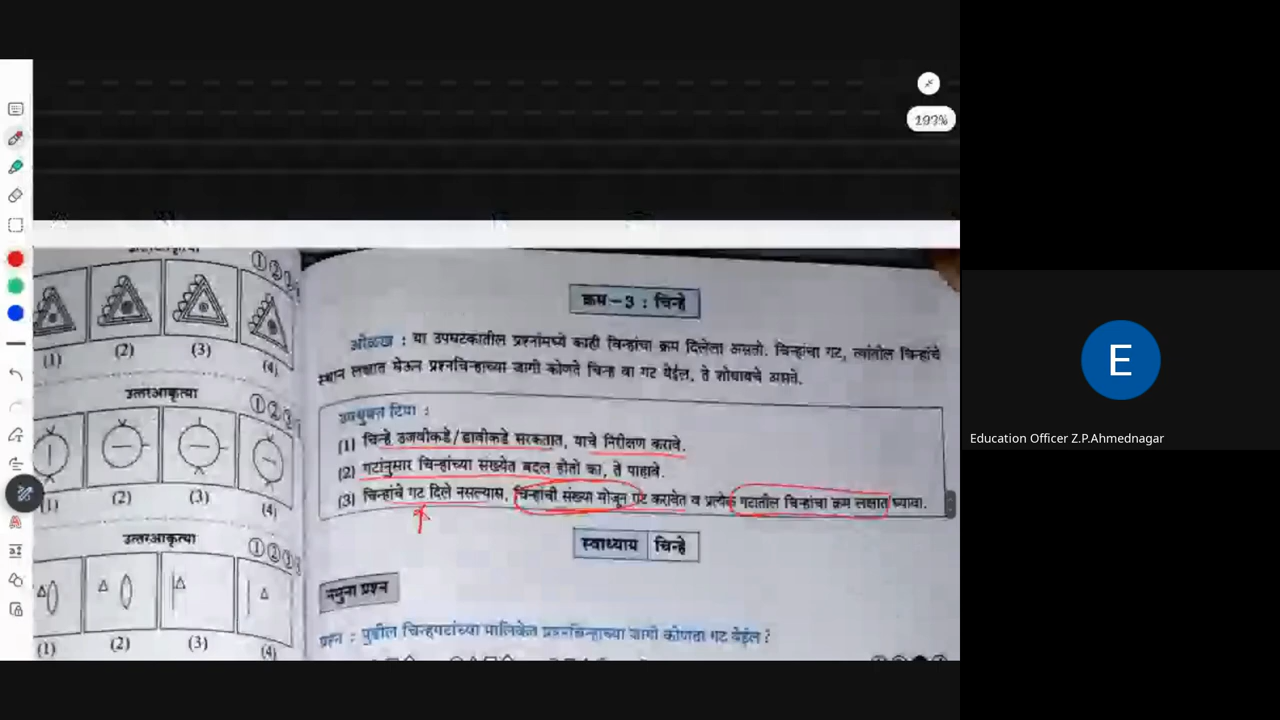 193%
उत्तरआकृत्या
(1) (2) (3) (4)
उत्तरआकृत्या
(1) (2) (3) (4)
उत्तरआकृत्या
(1) (2) (3) (4)
क्रम-3 : चिन्हे
ओळख : या उपघटकातील प्रश्नांमध्ये काही चिन्हांचा क्रम दिलेला असतो. चिन्हांचा गट, त्यांतील चिन्हांचे
स्थान लक्षात घेऊन प्रश्नचिन्हाच्या जागी कोणते चिन्ह वा गट येईल, ते शोधायचे असते.
उपयुक्त टिपा :
(1) चिन्हे उजवीकडे/डावीकडे सरकतात, याचे निरीक्षण करावे.
(2) गटांनुसार चिन्हांच्या संख्येत बदल होतो का, ते पाहावे.
(3) चिन्हांचे गट दिले नसल्यास, चिन्हांची संख्या मोजून गट करावेत व प्रत्येक गटातील चिन्हांचा क्रम लक्षात घ्यावा.
स्वाध्याय चिन्हे
नमुना प्रश्न
प्रश्न : पुढील चिन्हगटांच्या मालिकेत प्रश्नचिन्हाच्या जागी कोणता गट येईल ?
E
Education Officer Z.P.Ahmednagar